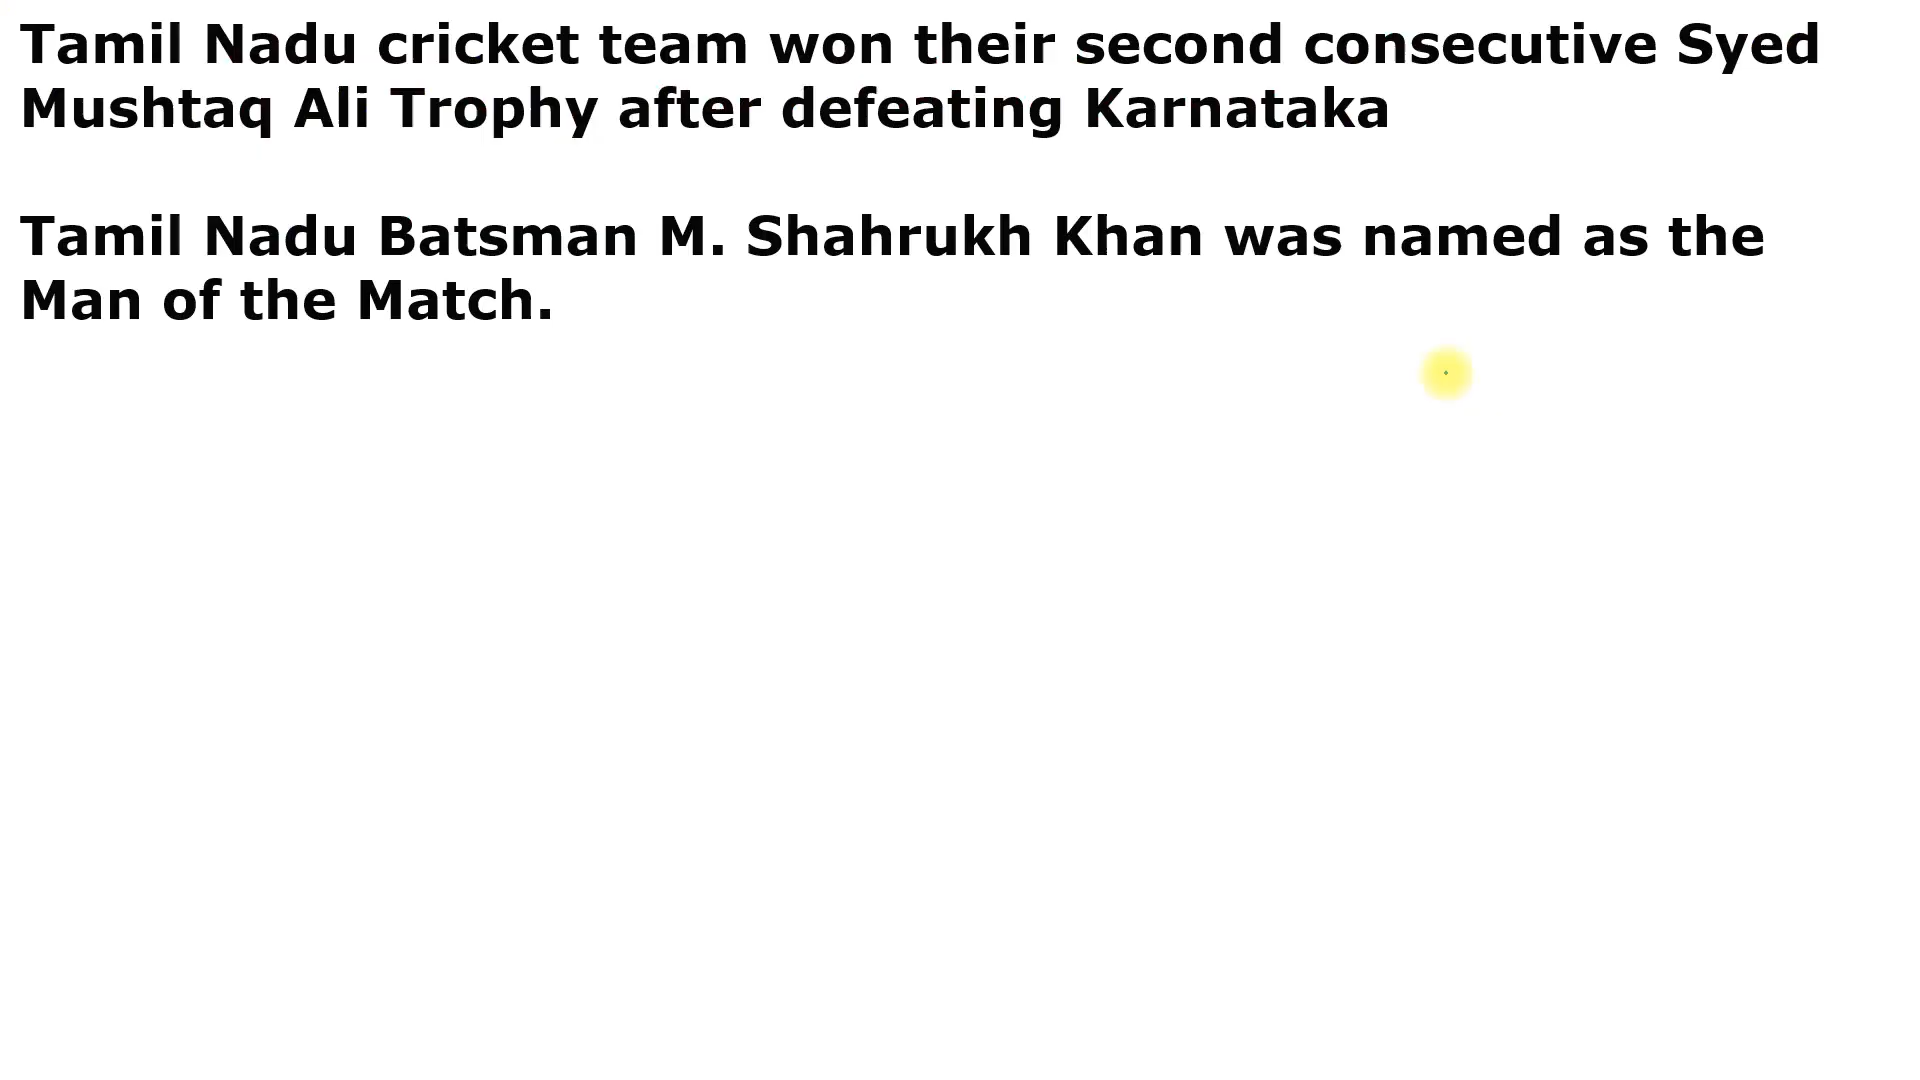 Tamil Nadu cricket team won their second consecutive Syed
Mushtaq Ali Trophy after defeating Karnataka
Tamil Nadu Batsman M. Shahrukh Khan was named as the
Man of the Match.